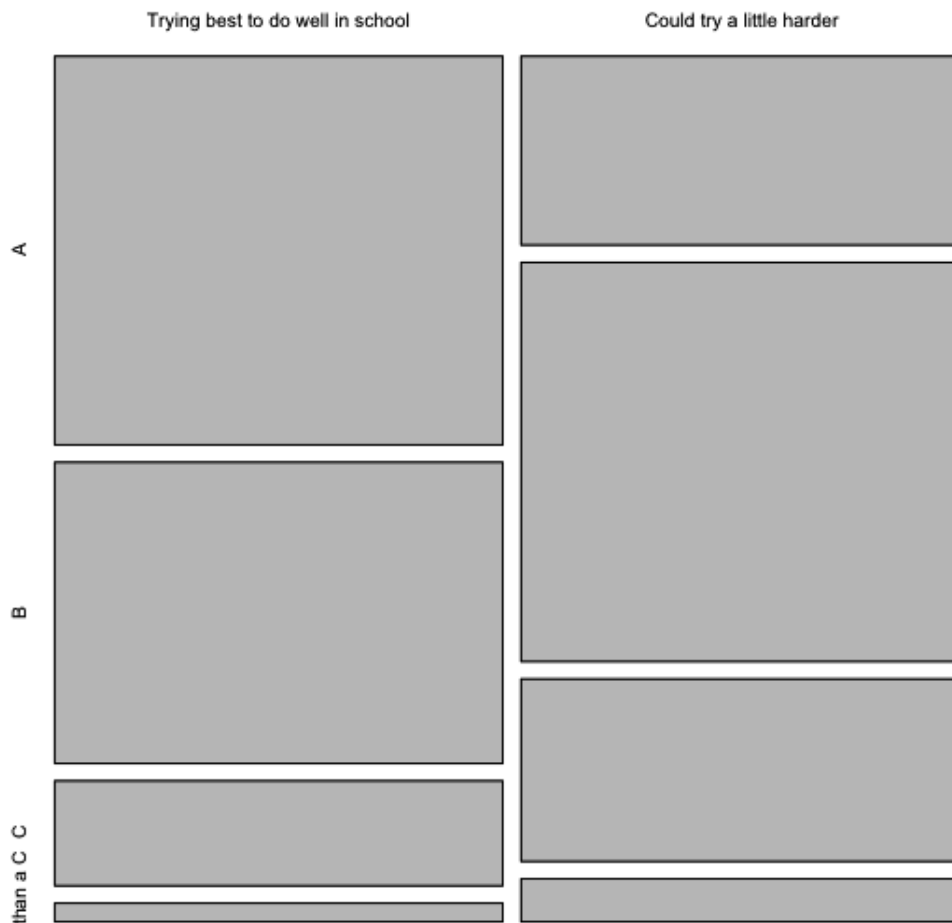 Trying best to do well in school
Could try a little harder
A
B
C
than a C